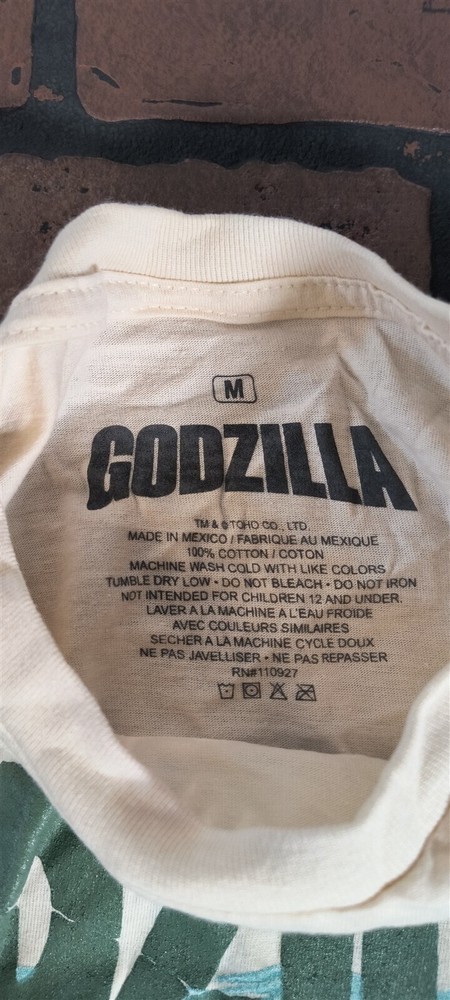 M
GODZILLA
TM & © TOHO CO., LTD.
MADE IN MEXICO / FABRIQUE AU MEXIQUE
100% COTTON / COTON
MACHINE WASH COLD WITH LIKE COLORS
TUMBLE DRY LOW • DO NOT BLEACH • DO NOT IRON
NOT INTENDED FOR CHILDREN 12 AND UNDER.
LAVER A LA MACHINE A L'EAU FROIDE
AVEC COULEURS SIMILAIRES
SECHER A LA MACHINE CYCLE DOUX
NE PAS JAVELLISER • NE PAS REPASSER
RN#110927